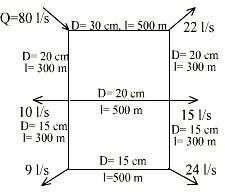 Q=80 l/s
D= 30 cm, l= 500 m
22 l/s
D= 20 cm
l= 300 m
D= 20 cm
l= 300 m
D= 20 cm
l= 500 m
10 l/s
15 l/s
D= 15 cm
l= 300 m
D= 15 cm
l= 300 m
D= 15 cm
l=500 m
9 l/s
24 l/s